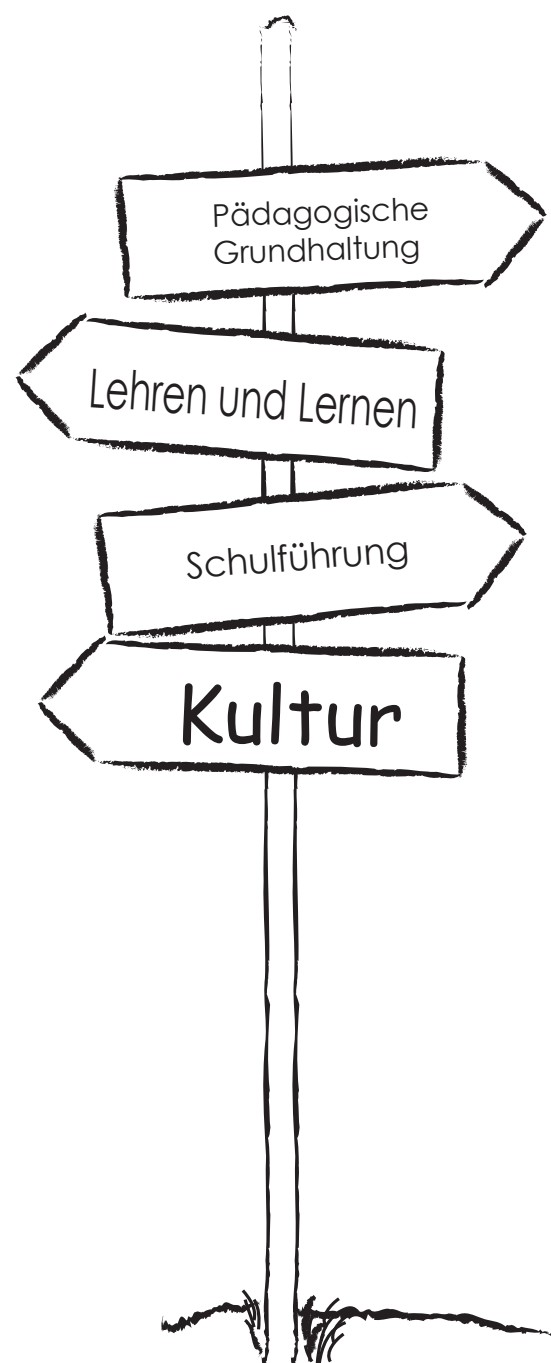 Pädagogische
Grundhaltung
Lehren und Lernen
Schulführung
Kultur